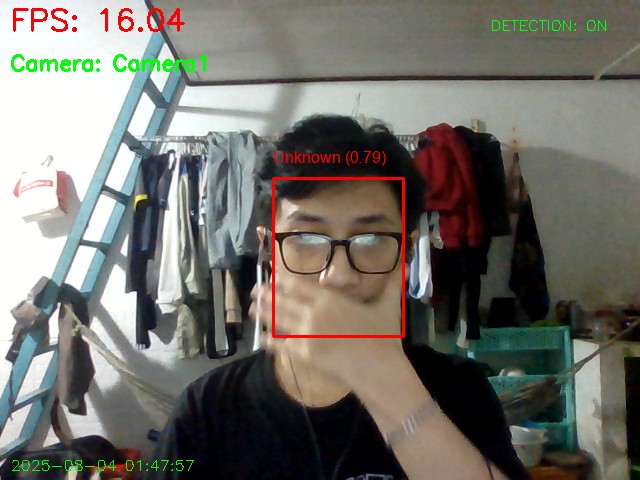 FPS: 16.04
DETECTION: ON
Camera: Camera1
Unknown (0.79)
2025-08-04 01:47:57